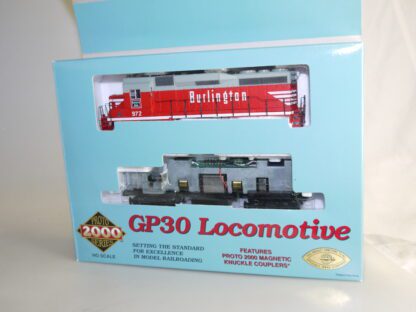 Burlington
972
PROTO
2000
SERIES
HO SCALE
GP30 Locomotive
SETTING THE STANDARD
FOR EXCELLENCE
IN MODEL RAILROADING
FEATURES
PROTO 2000 MAGNETIC
KNUCKLE COUPLERS*